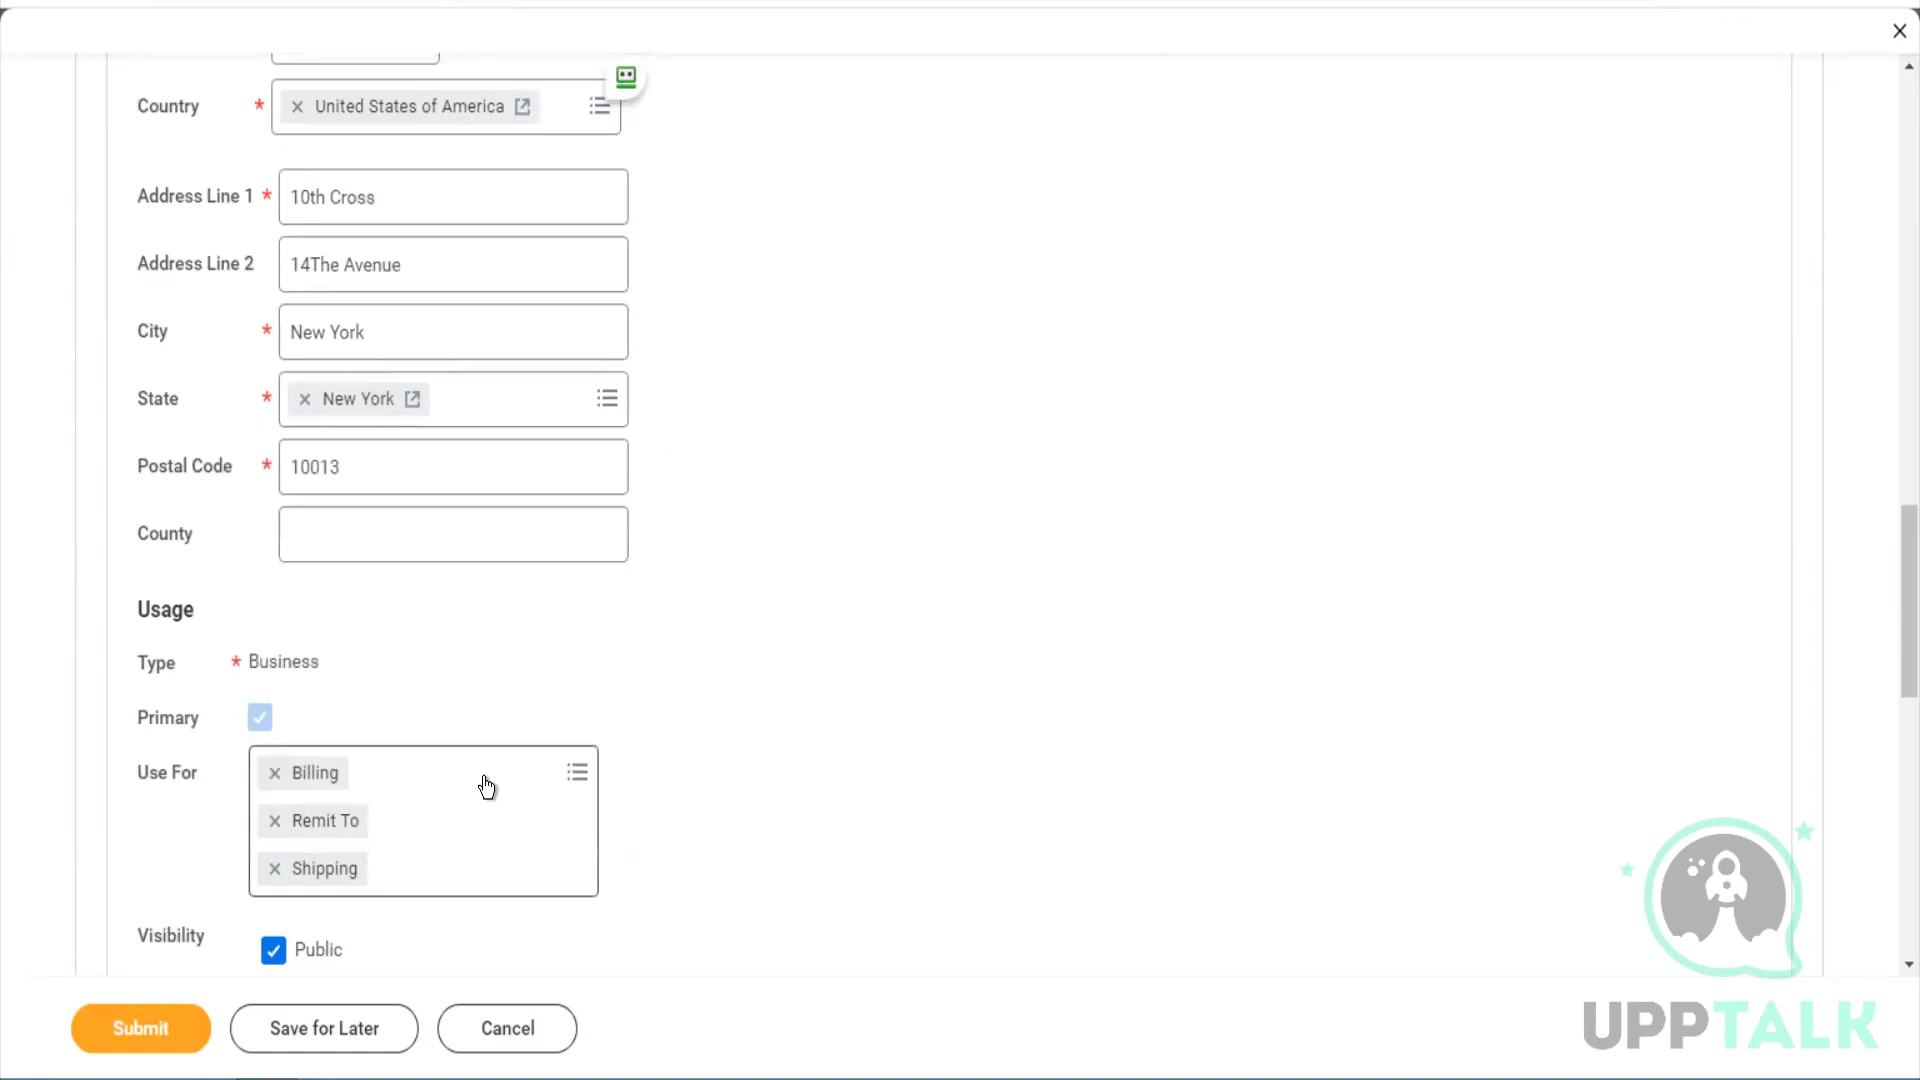 Country * United States of America
Address Line 1 * 10th Cross
Address Line 2 14The Avenue
City * New York
State * New York
Postal Code * 10013
County
Usage
Type * Business
Primary
Use For Billing
Remit To
Shipping
Visibility Public
Submit Save for Later Cancel
UPPTALK